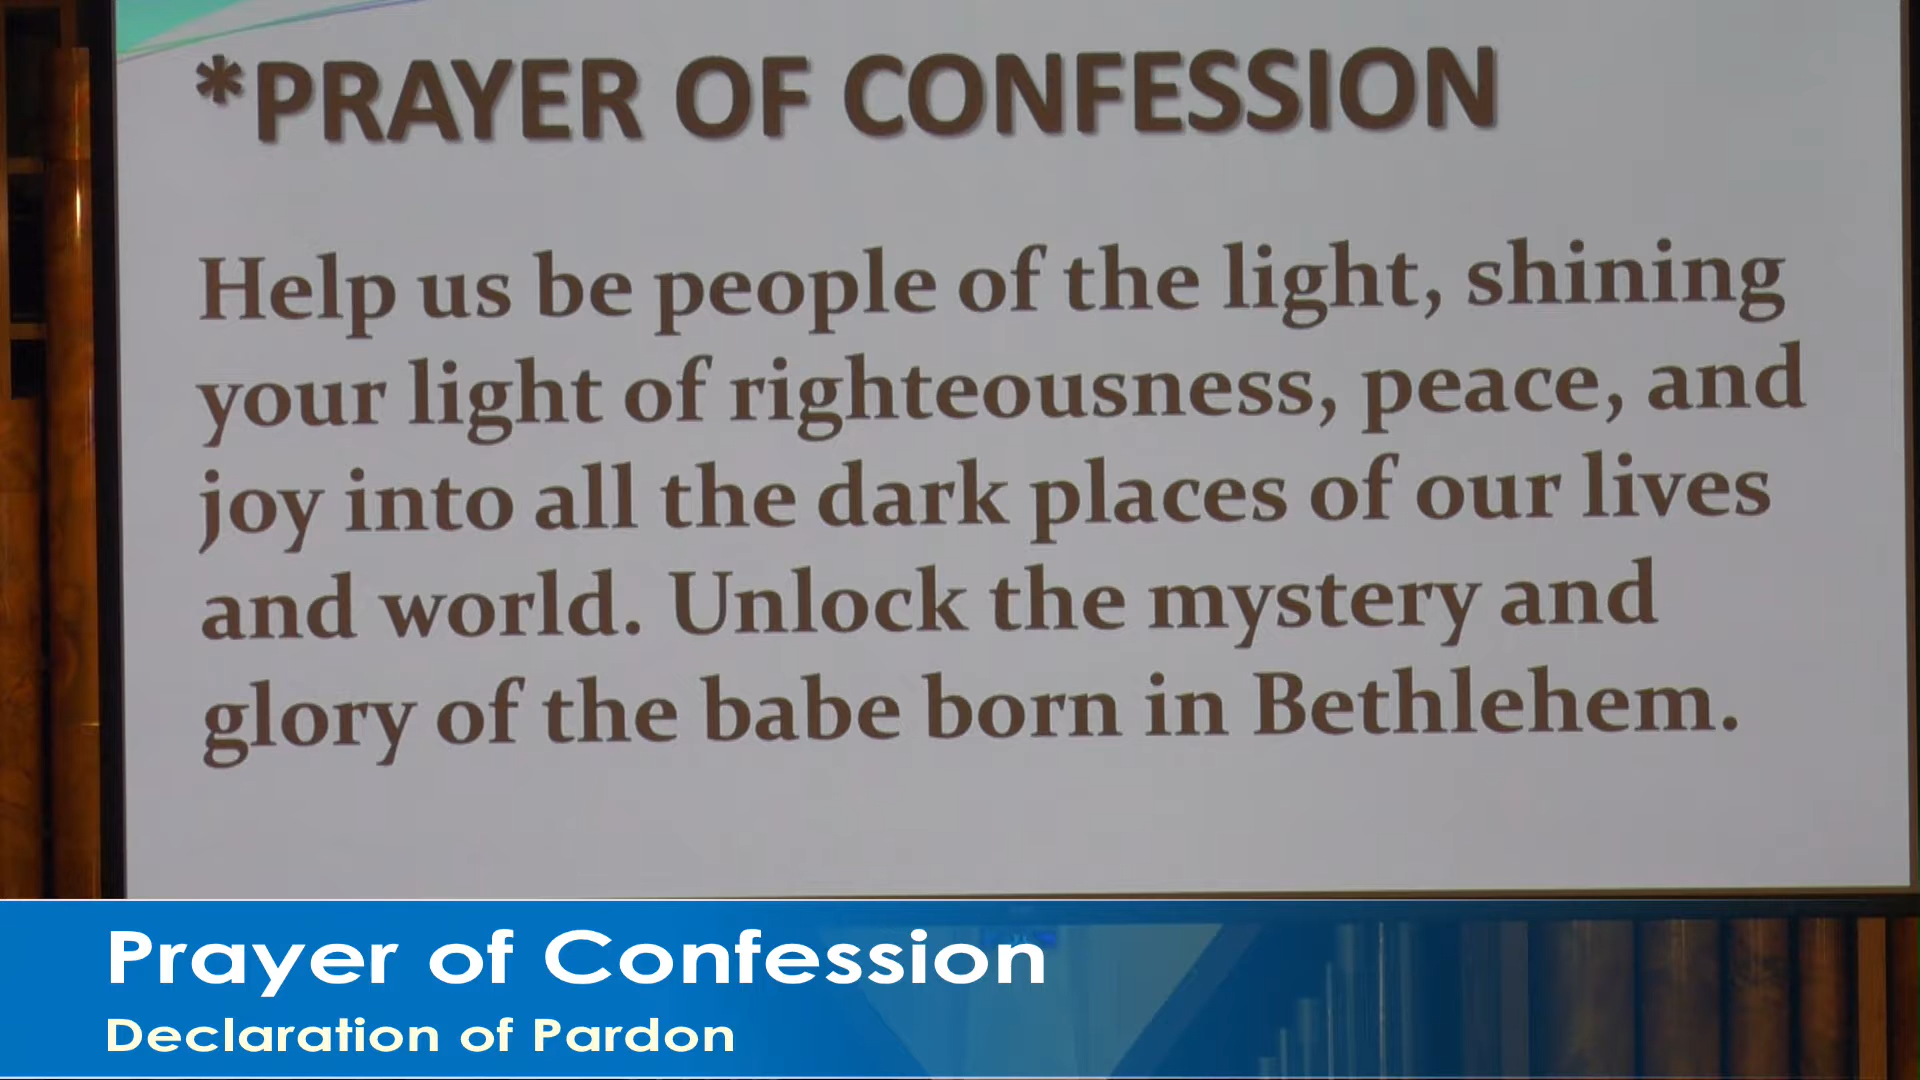 *PRAYER OF CONFESSION
Help us be people of the light, shining
your light of righteousness, peace, and
joy into all the dark places of our lives
and world. Unlock the mystery and
glory of the babe born in Bethlehem.
Prayer of Confession
Declaration of Pardon